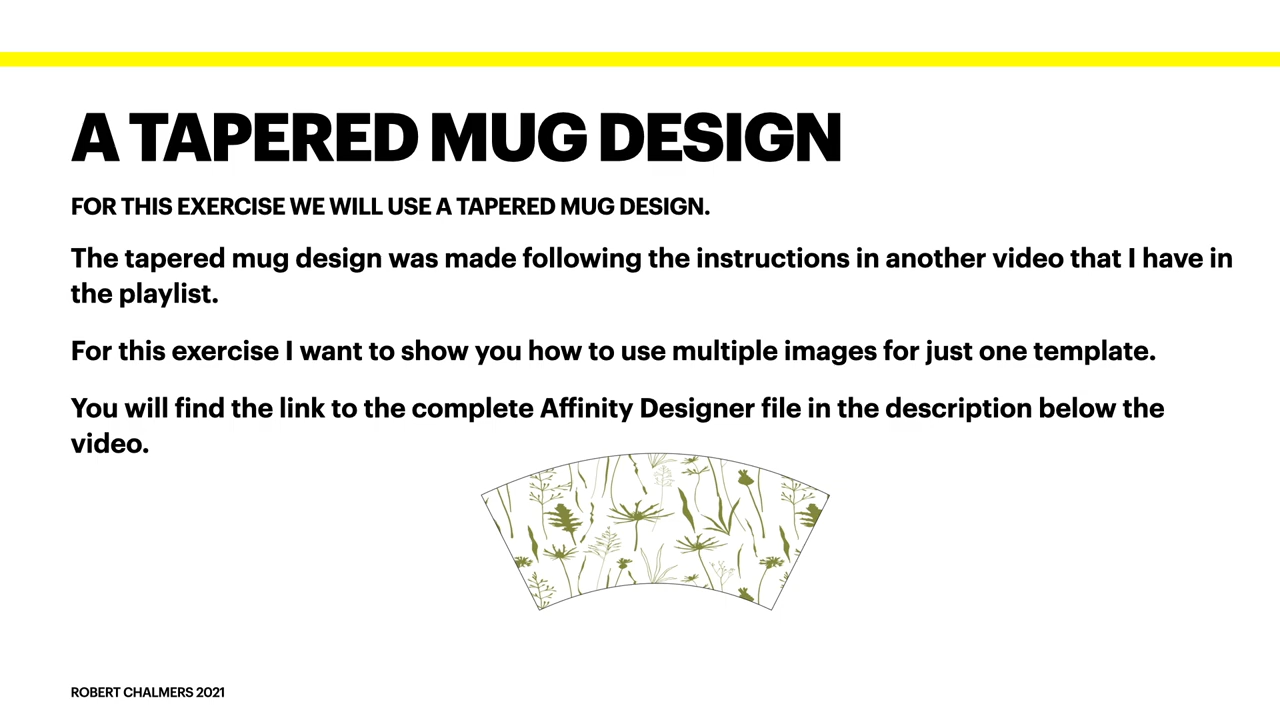 A TAPERED MUG DESIGN
FOR THIS EXERCISE WE WILL USE A TAPERED MUG DESIGN.
The tapered mug design was made following the instructions in another video that I have in
the playlist.
For this exercise I want to show you how to use multiple images for just one template.
You will find the link to the complete Affinity Designer file in the description below the
video.
ROBERT CHALMERS 2021